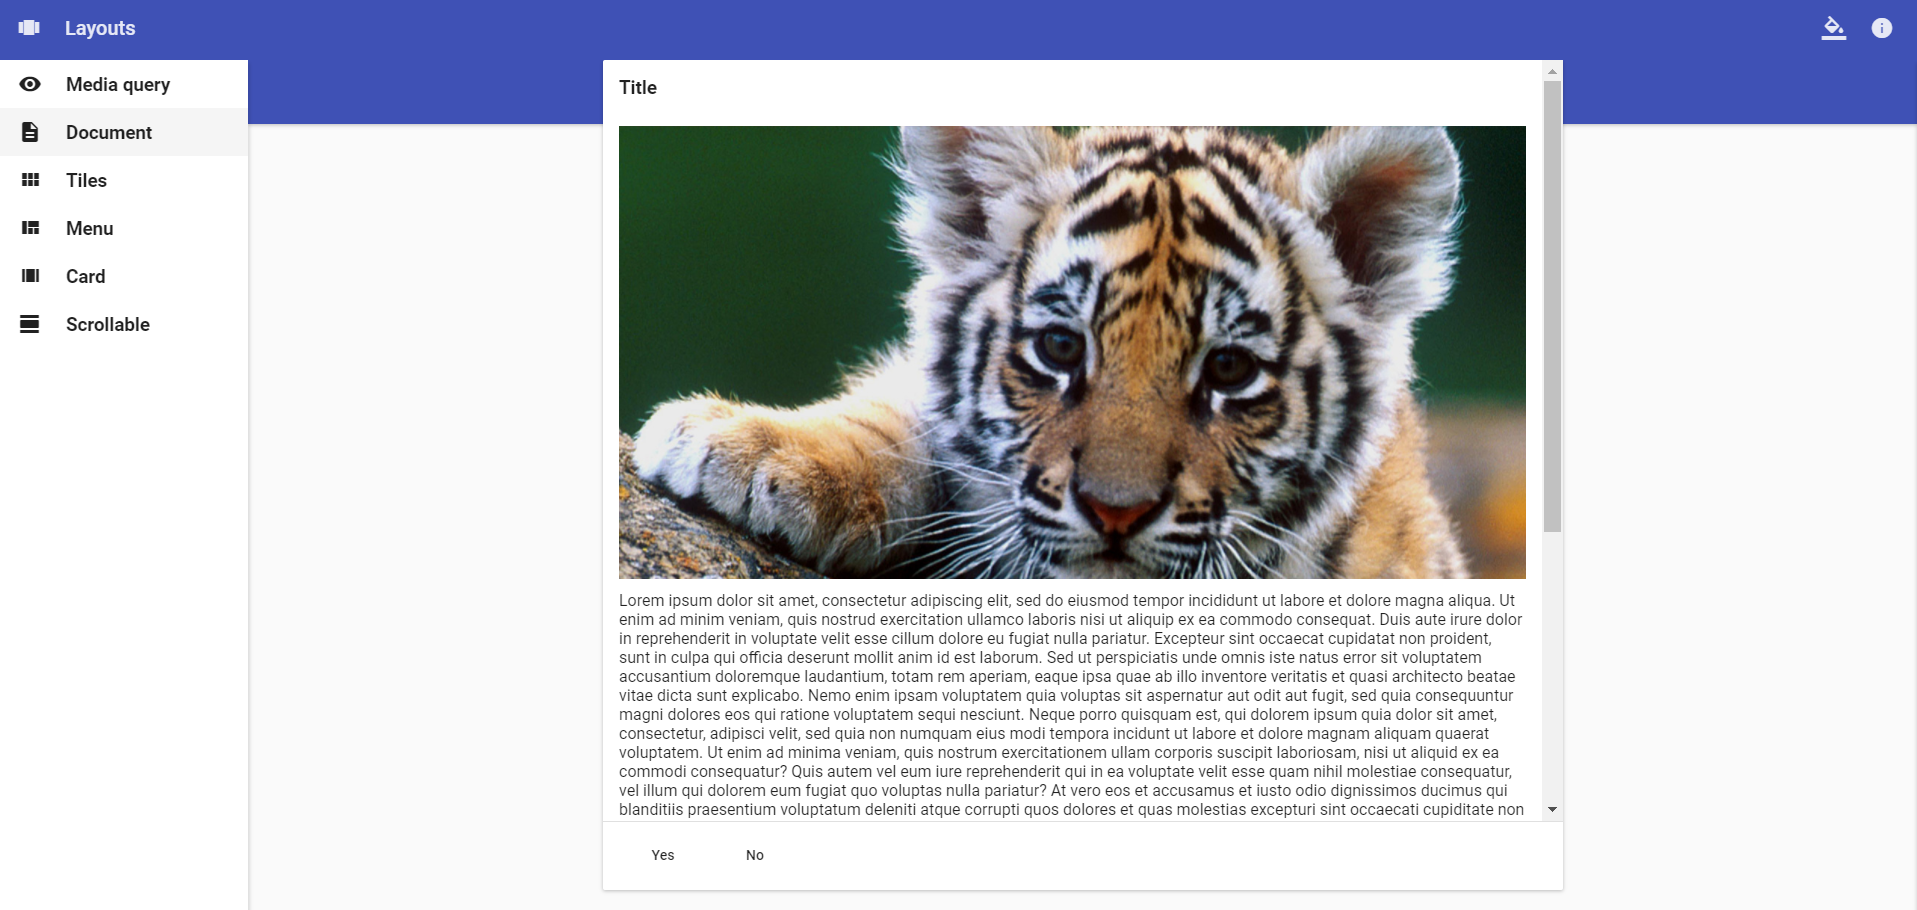 Layouts
Media query
Document
Tiles
Menu
Card
Scrollable
Title
Lorem ipsum dolor sit amet, consectetur adipiscing elit, sed do eiusmod tempor incididunt ut labore et dolore magna aliqua. Ut
enim ad minim veniam, quis nostrud exercitation ullamco laboris nisi ut aliquip ex ea commodo consequat. Duis aute irure dolor
in reprehenderit in voluptate velit esse cillum dolore eu fugiat nulla pariatur. Excepteur sint occaecat cupidatat non proident,
sunt in culpa qui officia deserunt mollit anim id est laborum. Sed ut perspiciatis unde omnis iste natus error sit voluptatem
accusantium doloremque laudantium, totam rem aperiam, eaque ipsa quae ab illo inventore veritatis et quasi architecto beatae
vitae dicta sunt explicabo. Nemo enim ipsam voluptatem quia voluptas sit aspernatur aut odit aut fugit, sed quia consequuntur
magni dolores eos qui ratione voluptatem sequi nesciunt. Neque porro quisquam est, qui dolorem ipsum quia dolor sit amet,
consectetur, adipisci velit, sed quia non numquam eius modi tempora incidunt ut labore et dolore magnam aliquam quaerat
voluptatem. Ut enim ad minima veniam, quis nostrum exercitationem ullam corporis suscipit laboriosam, nisi ut aliquid ex ea
commodi consequatur? Quis autem vel eum iure reprehenderit qui in ea voluptate velit esse quam nihil molestiae consequatur,
vel illum qui dolorem eum fugiat quo voluptas nulla pariatur? At vero eos et accusamus et iusto odio dignissimos ducimus qui
blanditiis praesentium voluptatum deleniti atque corrupti quos dolores et quas molestias excepturi sint occaecati cupiditate non
Yes
No